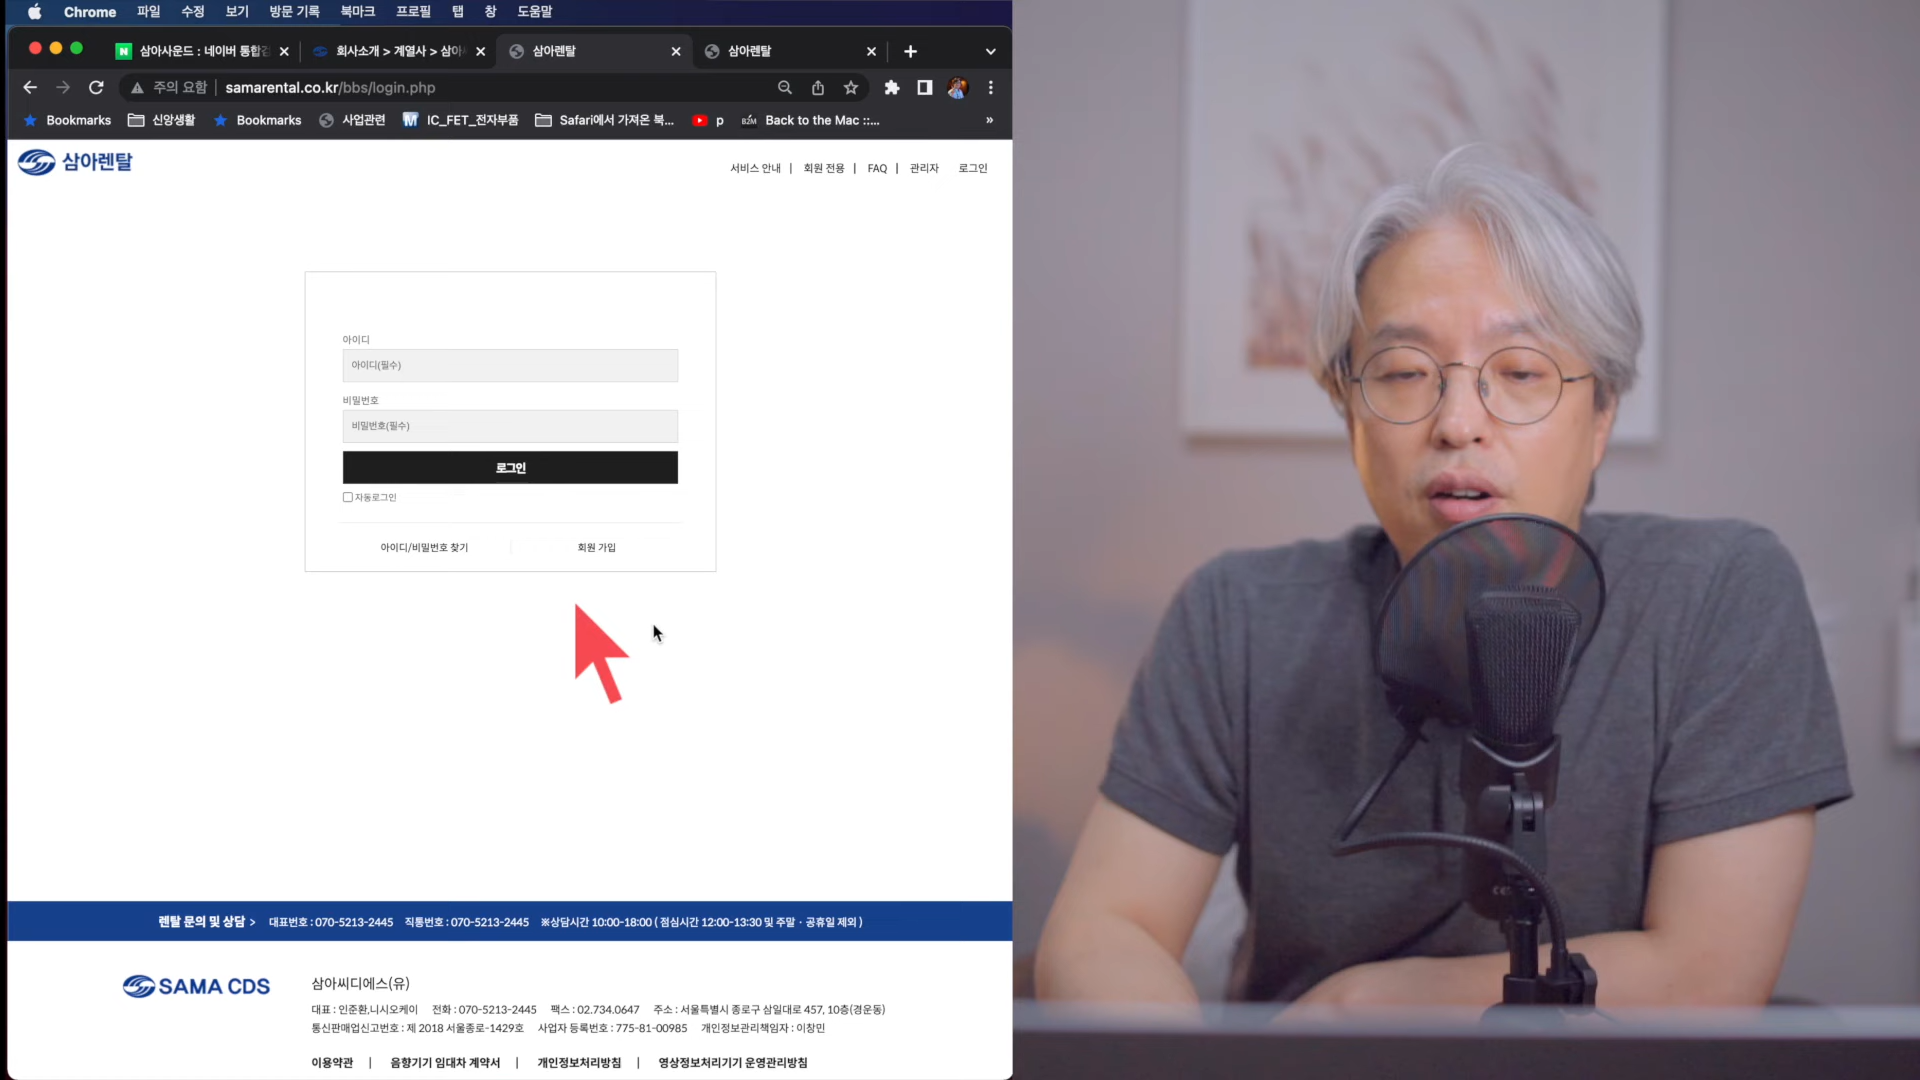 Chrome 파일 수정 보기 방문 기록 북마크 프로필 탭 창 도움말
N 삼아사운드 : 네이버 통합검 회사소개 > 계열사 > 삼아 삼아렌탈 삼아렌탈
주의 요함 samarental.co.kr/bbs/login.php
Bookmarks 신앙생활 Bookmarks 사업관련 IC_FET_전자부품 Safari에서 가져온 북... p B2M Back to the Mac ::... »
삼아렌탈
서비스 안내 | 회원 전용 | FAQ | 관리자 로그인
아이디
아이디(필수)
비밀번호
비밀번호(필수)
로그인
자동로그인
아이디/비밀번호 찾기 회원 가입
렌탈 문의 및 상담 > 대표번호 : 070-5213-2445 직통번호 : 070-5213-2445 ※상담시간 10:00-18:00 ( 점심시간 12:00-13:30 및 주말 · 공휴일 제외 )
SAMA CDS
삼아씨디에스(유)
대표 : 인준환,니시오케이 전화 : 070-5213-2445 팩스 : 02.734.0647 주소 : 서울특별시 종로구 삼일대로 457, 10층(경운동)
통신판매업신고번호 : 제 2018 서울종로-1429호 사업자 등록번호 : 775-81-00985 개인정보관리책임자 : 이창민
이용약관 | 음향기기 임대차 계약서 | 개인정보처리방침 | 영상정보처리기기 운영관리방침